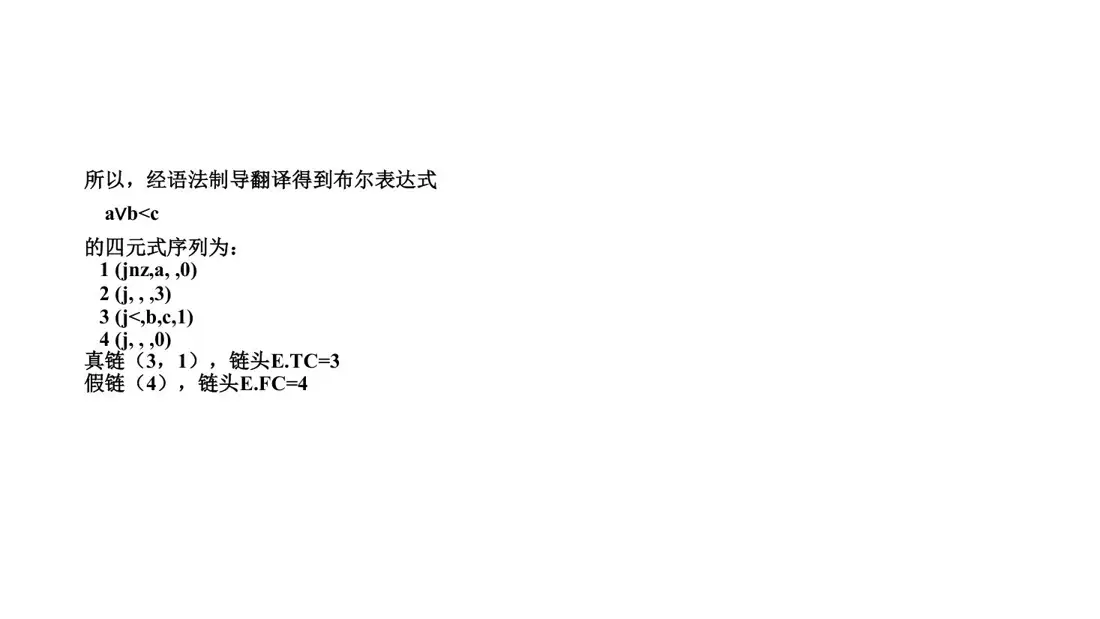 所以，经语法制导翻译得到布尔表达式
a∨b<c
的四元式序列为：
1 (jnz,a, ,0)
2 (j, , ,3)
3 (j<,b,c,1)
4 (j, , ,0)
真链（3，1），链头E.TC=3
假链（4），链头E.FC=4